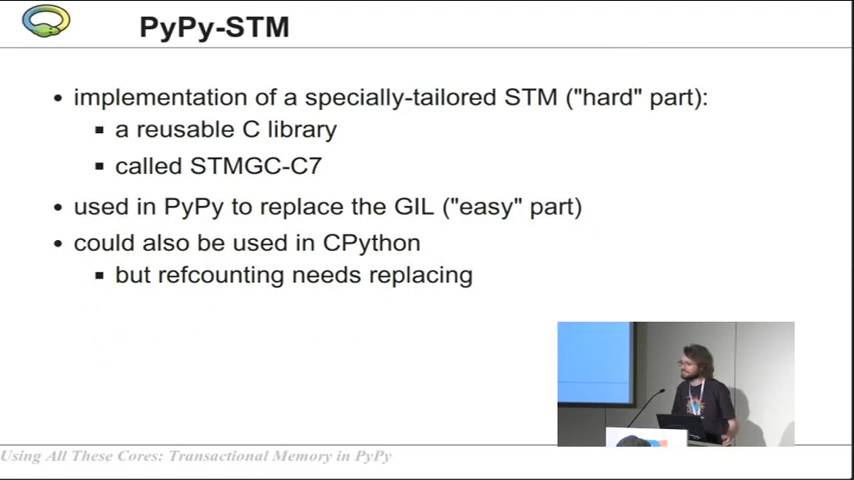 PyPy-STM
• implementation of a specially-tailored STM ("hard" part):
▪ a reusable C library
▪ called STMGC-C7
• used in PyPy to replace the GIL ("easy" part)
• could also be used in CPython
▪ but refcounting needs replacing
Using All These Cores: Transactional Memory in PyPy